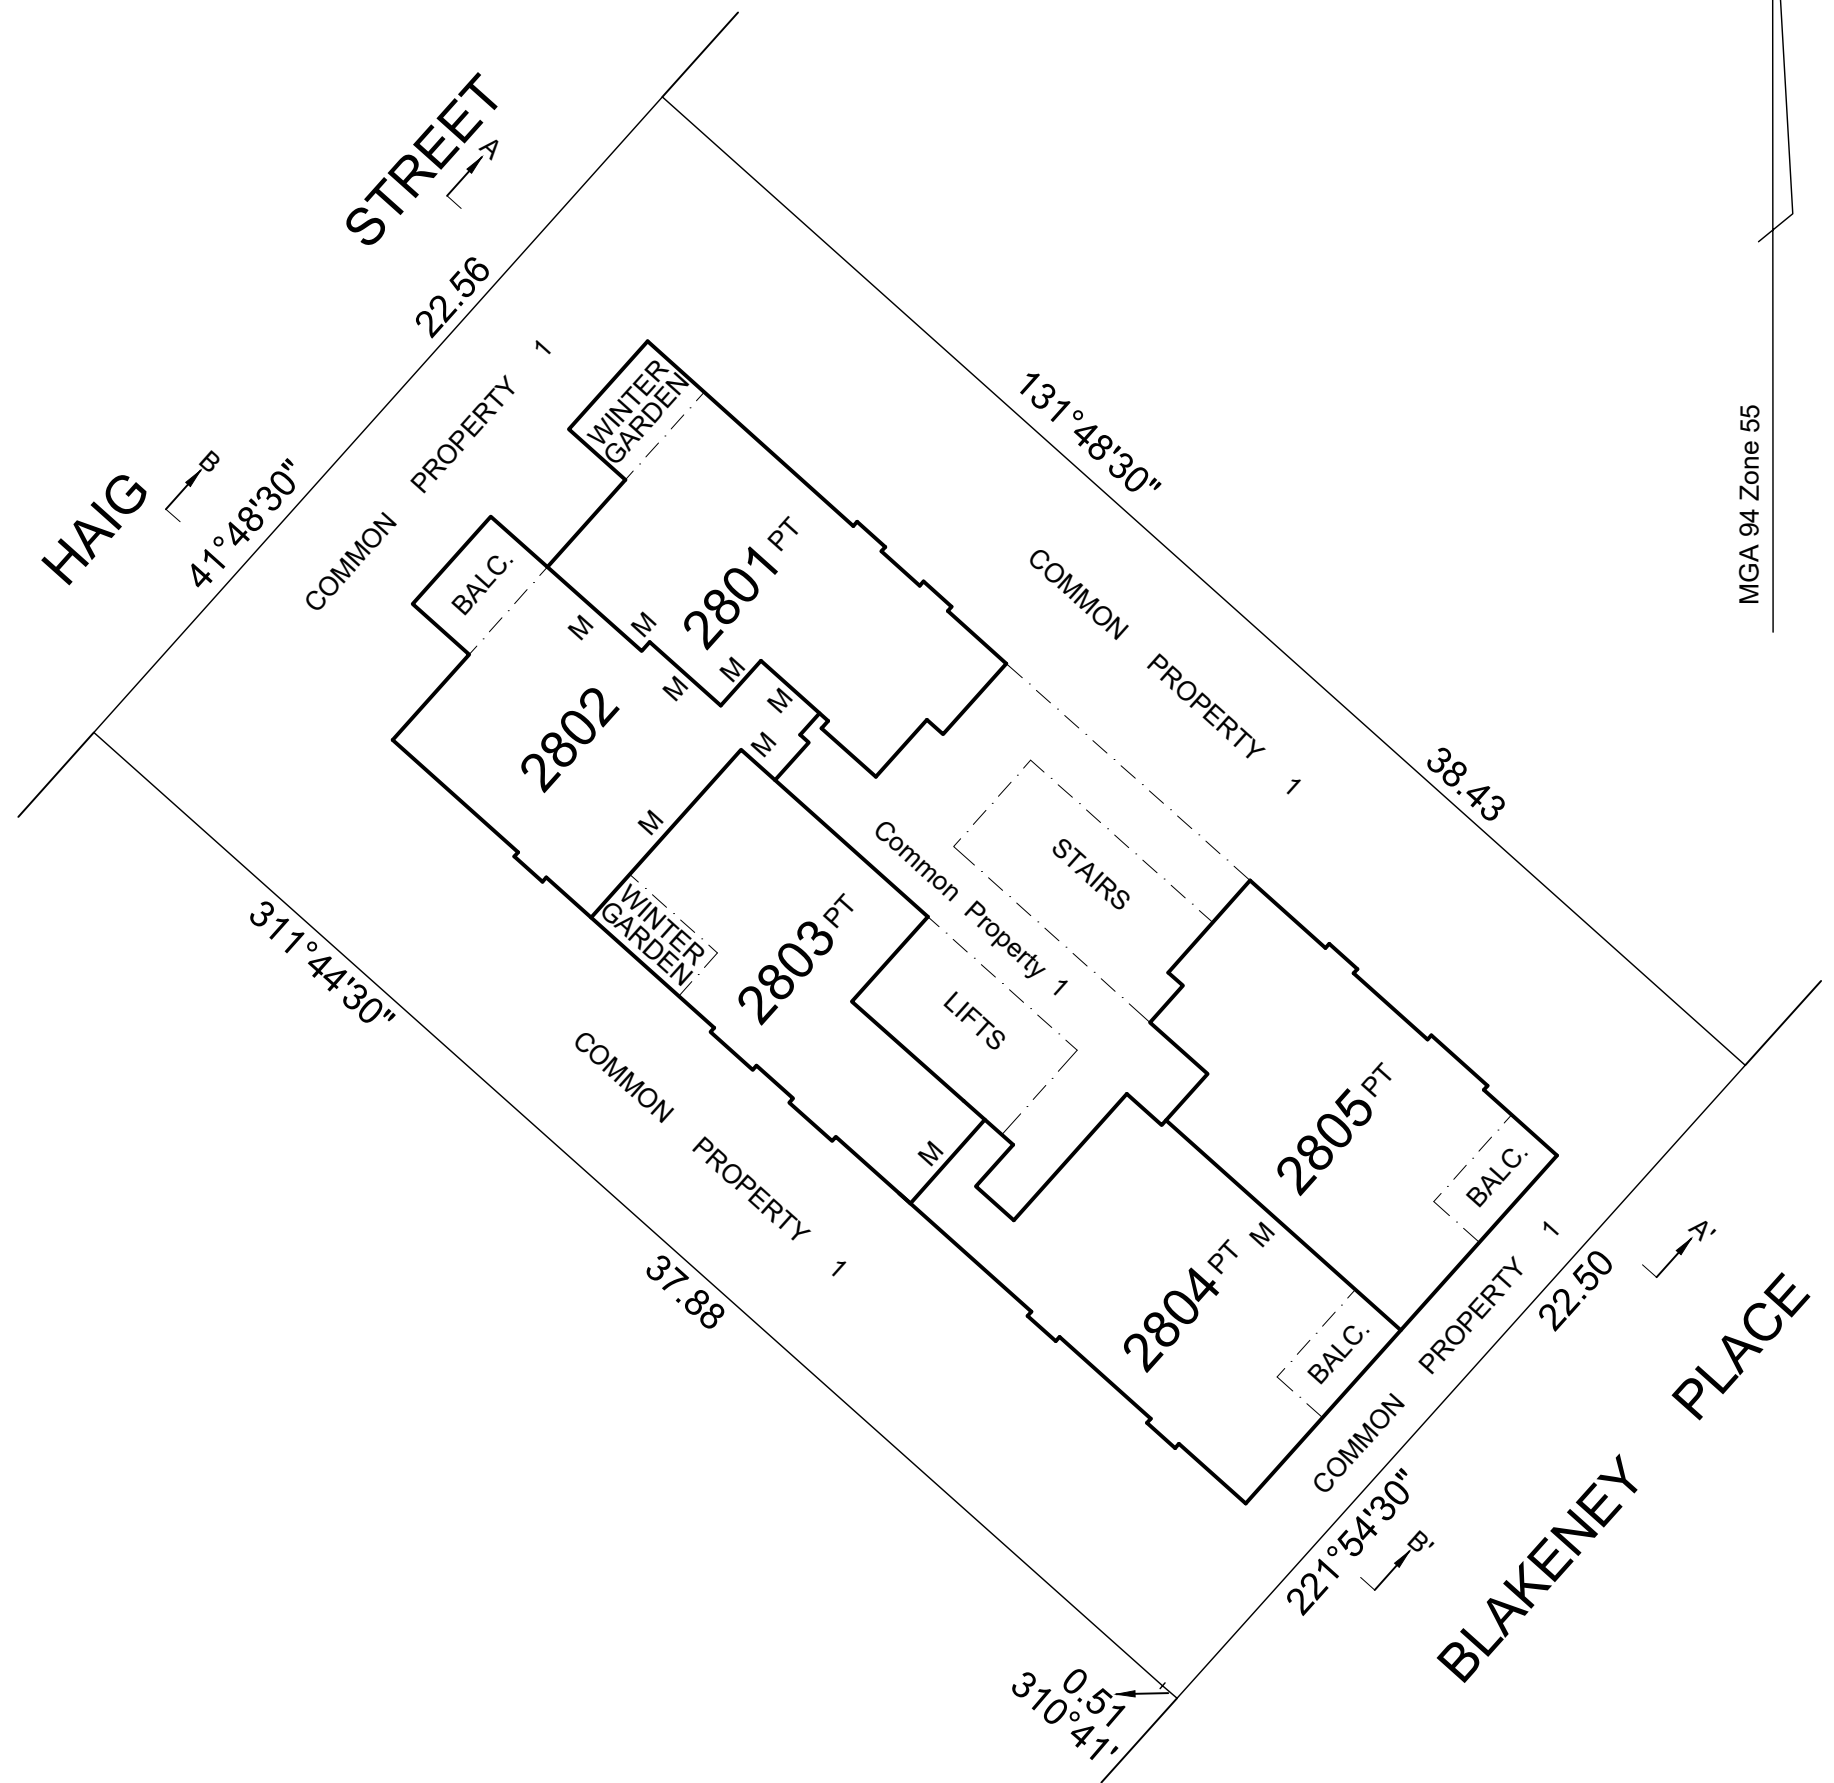 HAIG STREET
A
22.56
B
41°48'30"
COMMON PROPERTY 1
WINTER
GARDEN
131°48'30"
MGA 94 Zone 55
BALC.
2801 PT
COMMON PROPERTY 1
38.43
M
M
M
M
M
M
2802
M
STAIRS
Common Property 1
WINTER
GARDEN
2803 PT
LIFTS
311°44'30"
COMMON PROPERTY 1
37.88
M
2805 PT
BALC.
M
2804 PT
BALC.
COMMON PROPERTY 1
22.50
A'
221°54'30"
B'
BLAKENEY PLACE
0.51
310°41'